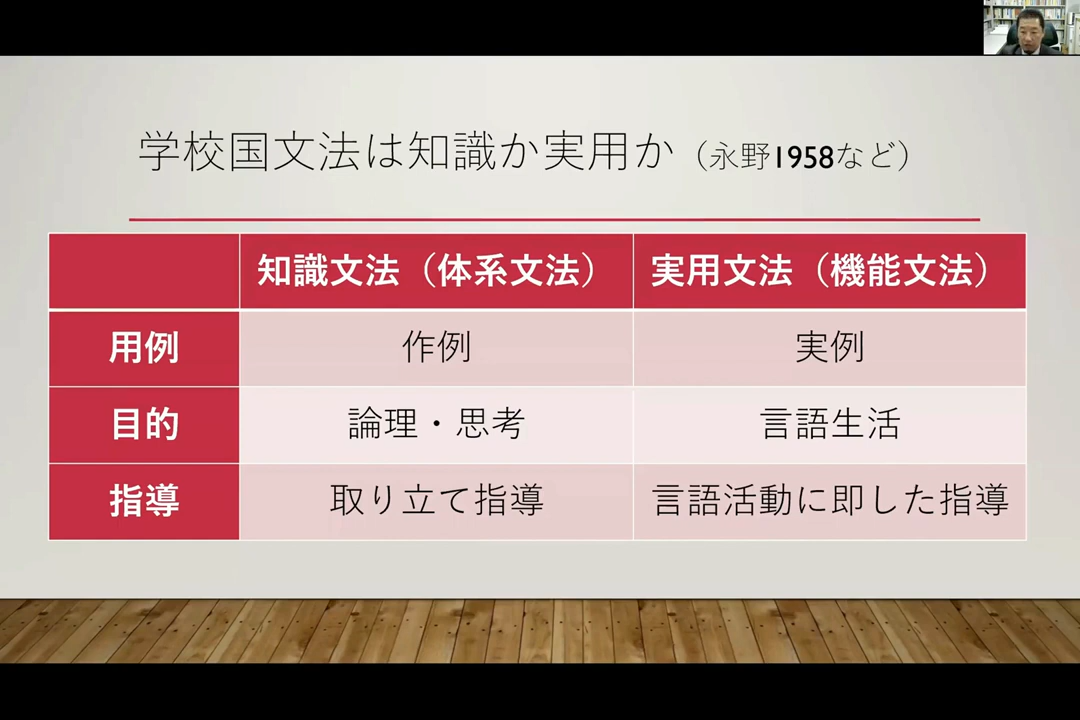 学校国文法は知識か実用か（永野1958など）
知識文法（体系文法） 実用文法（機能文法）
用例 作例 実例
目的 論理・思考 言語生活
指導 取り立て指導 言語活動に即した指導